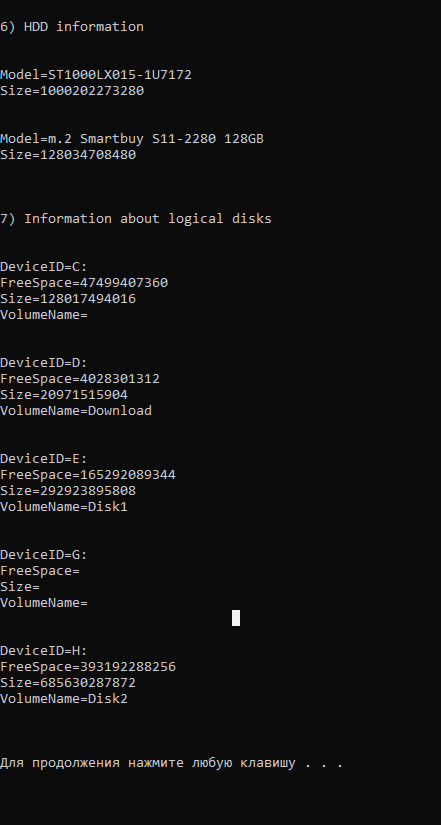 6) HDD information
Model=ST1000LX015-1U7172
Size=1000202273280
Model=m.2 Smartbuy S11-2280 128GB
Size=128034708480
7) Information about logical disks
DeviceID=C:
FreeSpace=47499407360
Size=128017494016
VolumeName=
DeviceID=D:
FreeSpace=4028301312
Size=20971515904
VolumeName=Download
DeviceID=E:
FreeSpace=165292089344
Size=292923895808
VolumeName=Disk1
DeviceID=G:
FreeSpace=
Size=
VolumeName=
DeviceID=H:
FreeSpace=393192288256
Size=685630287872
VolumeName=Disk2
Для продолжения нажмите любую клавишу . . .